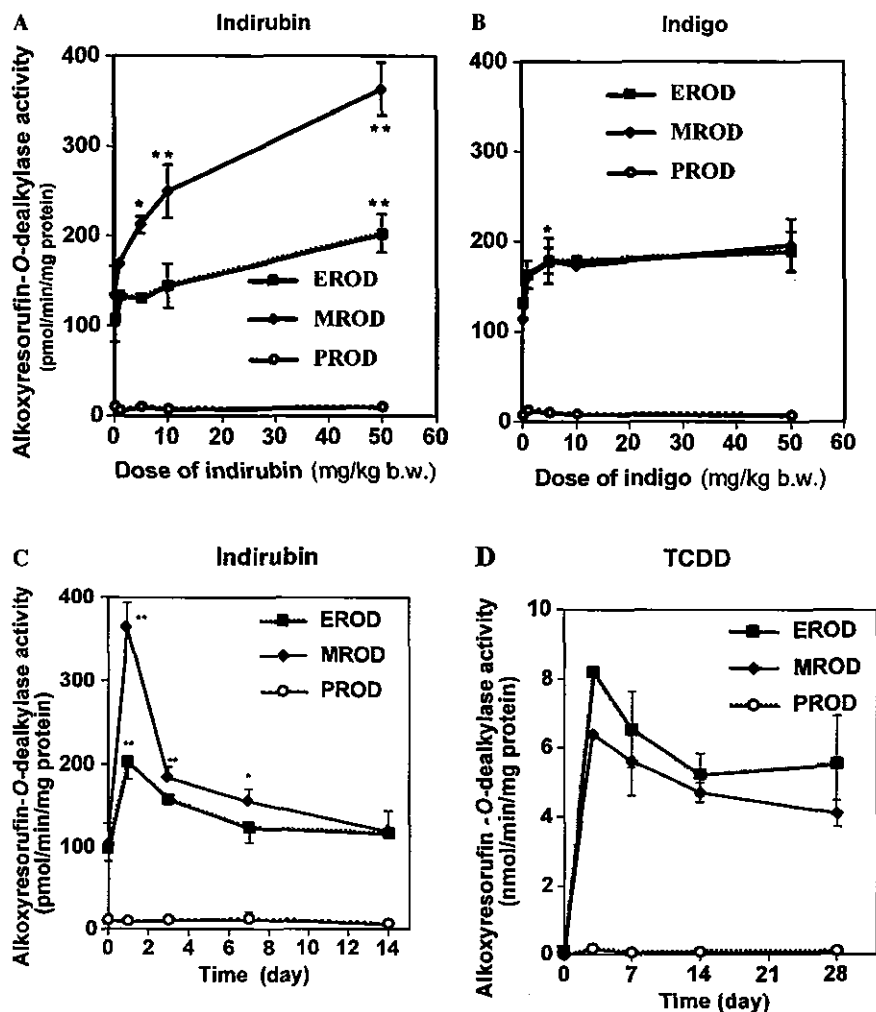 A
Indirubin
Alkoxyresorufin-O-dealkylase activity
(pmol/min/mg protein)
400
300
200
100
0
*
**
**
**
EROD
MROD
PROD
0 10 20 30 40 50 60
Dose of indirubin (mg/kg b.w.)
B
Indigo
400
300
200
100
0
*
EROD
MROD
PROD
0 10 20 30 40 50 60
Dose of indigo (mg/kg b.w.)
C
Indirubin
Alkoxyresorufin-O-dealkylase activity
(pmol/min/mg protein)
400
300
200
100
0
**
**
**
*
EROD
MROD
PROD
0 2 4 6 8 10 12 14
Time (day)
D
TCDD
Alkoxyresorufin -O-dealkylase activity
(nmol/min/mg protein)
10
8
6
4
2
0
EROD
MROD
PROD
0 7 14 21 28
Time (day)